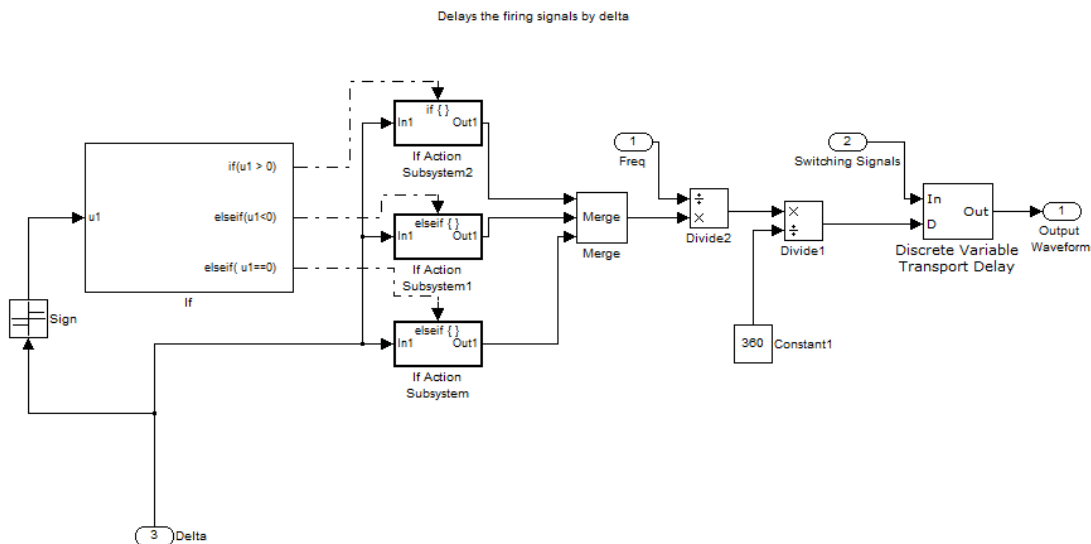 Delays the firing signals by delta
if { }
In1
Out1
If Action
Subsystem2
u1
if(u1 > 0)
elseif(u1<0)
elseif( u1==0)
If
elseif { }
In1
Out1
If Action
Subsystem1
elseif { }
In1
Out1
If Action
Subsystem
Sign
Merge
Merge
1
Freq
÷
×
Divide2
×
÷
Divide1
360
Constant1
2
Switching Signals
In
D
Out
Discrete Variable
Transport Delay
1
Output
Waveform
3
Delta